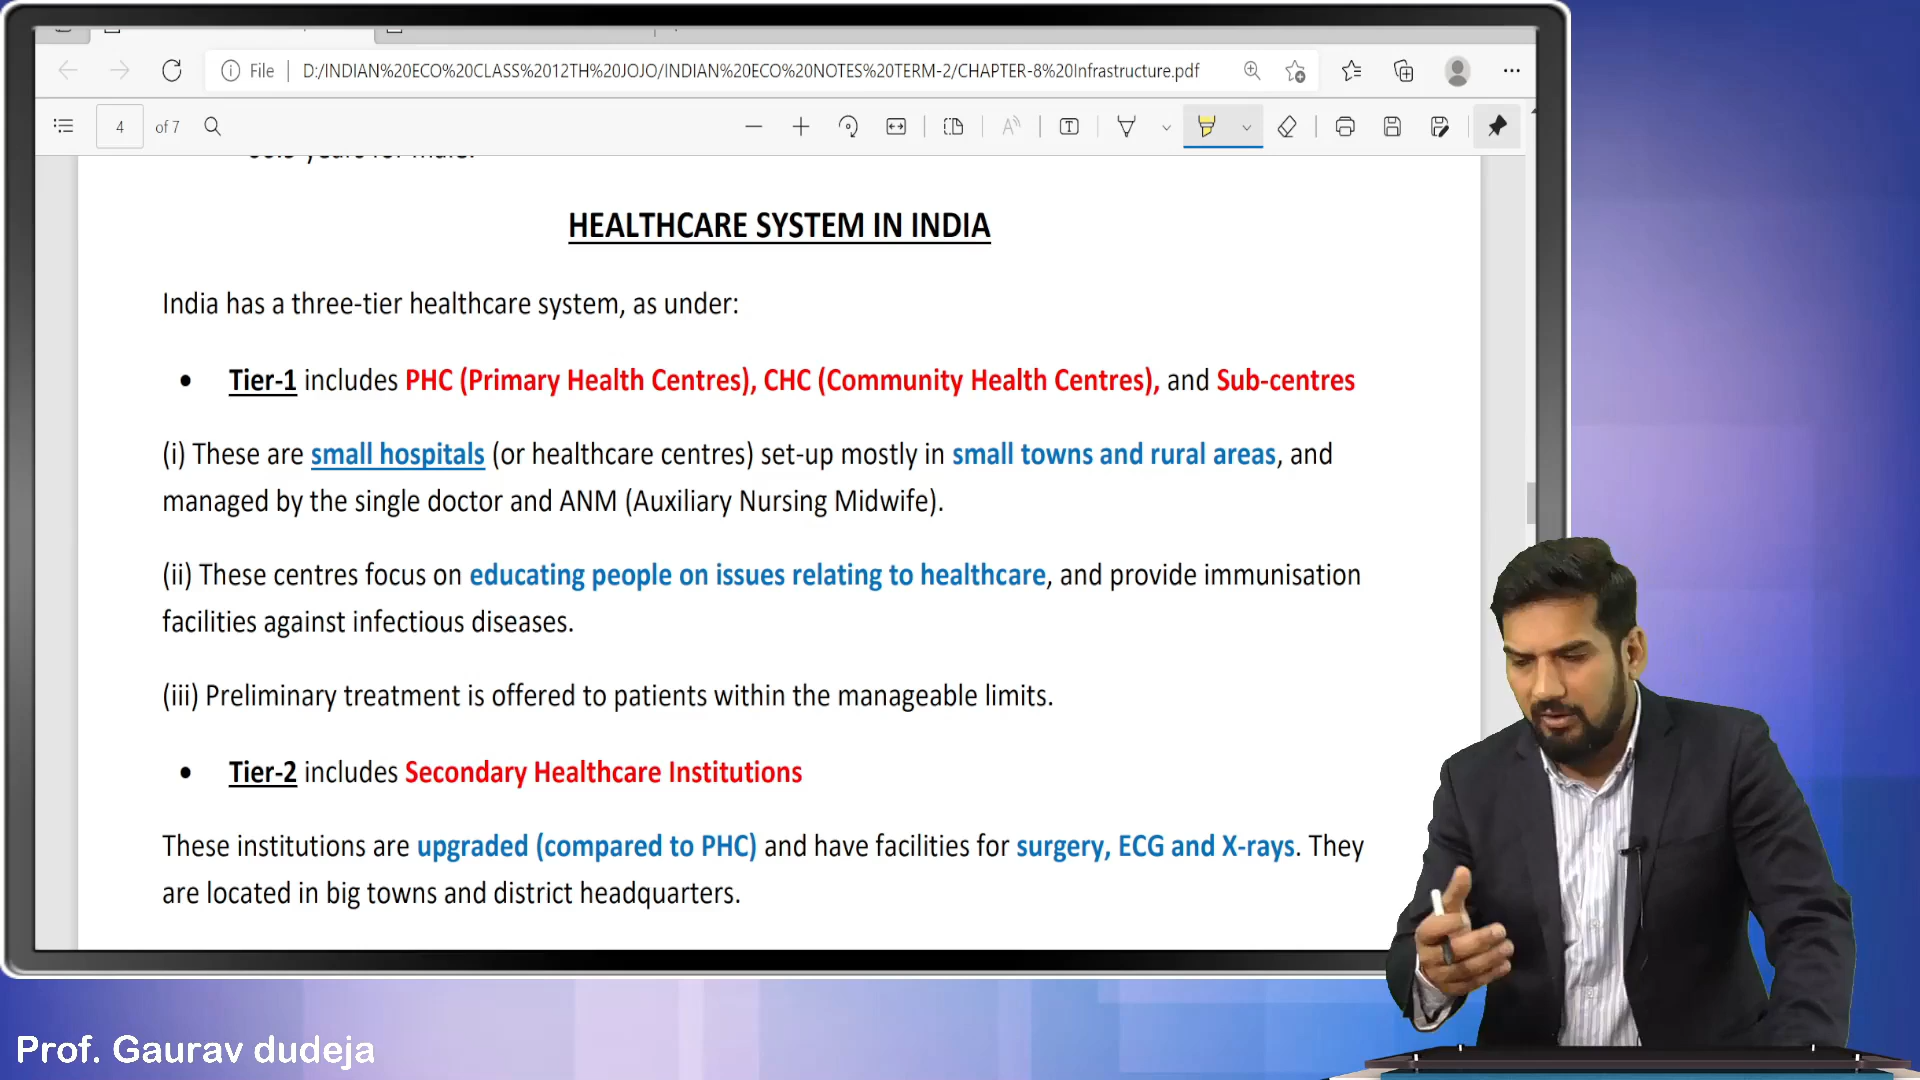 File
D:/INDIAN%20ECO%20CLASS%2012TH%20JOJO/INDIAN%20ECO%20NOTES%20TERM-2/CHAPTER-8%20Infrastructure.pdf
4 of 7
HEALTHCARE SYSTEM IN INDIA
India has a three-tier healthcare system, as under:
• Tier-1 includes PHC (Primary Health Centres), CHC (Community Health Centres), and Sub-centres
(i) These are small hospitals (or healthcare centres) set-up mostly in small towns and rural areas, and
managed by the single doctor and ANM (Auxiliary Nursing Midwife).
(ii) These centres focus on educating people on issues relating to healthcare, and provide immunisation
facilities against infectious diseases.
(iii) Preliminary treatment is offered to patients within the manageable limits.
• Tier-2 includes Secondary Healthcare Institutions
These institutions are upgraded (compared to PHC) and have facilities for surgery, ECG and X-rays. They
are located in big towns and district headquarters.
Prof. Gaurav dudeja